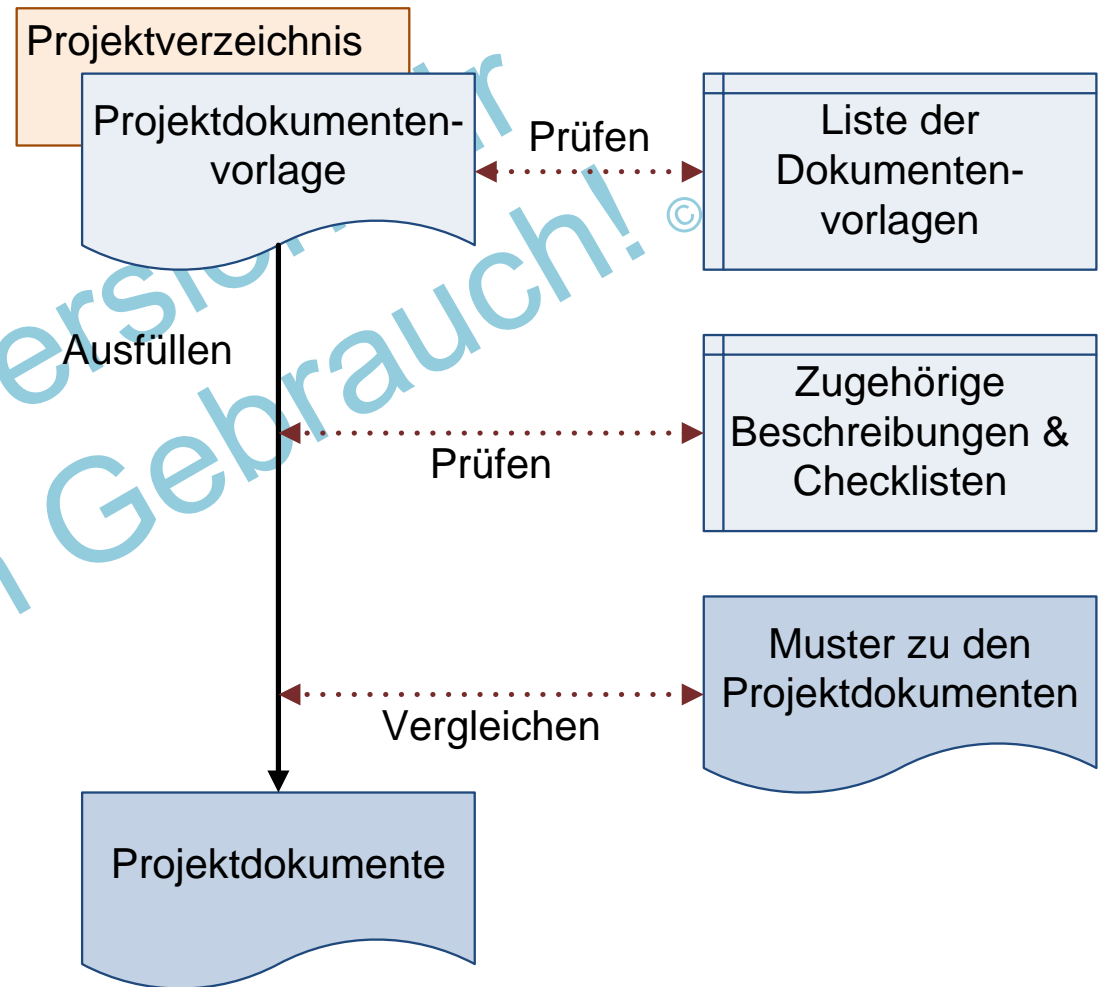 Projektverzeichnis
Projektdokumenten-
vorlage
Prüfen
Liste der
Dokumenten-
vorlagen
©
Gebrauch!
Ausfüllen
Prüfen
Zugehörige
Beschreibungen &
Checklisten
Vergleichen
Muster zu den
Projektdokumenten
Projektdokumente